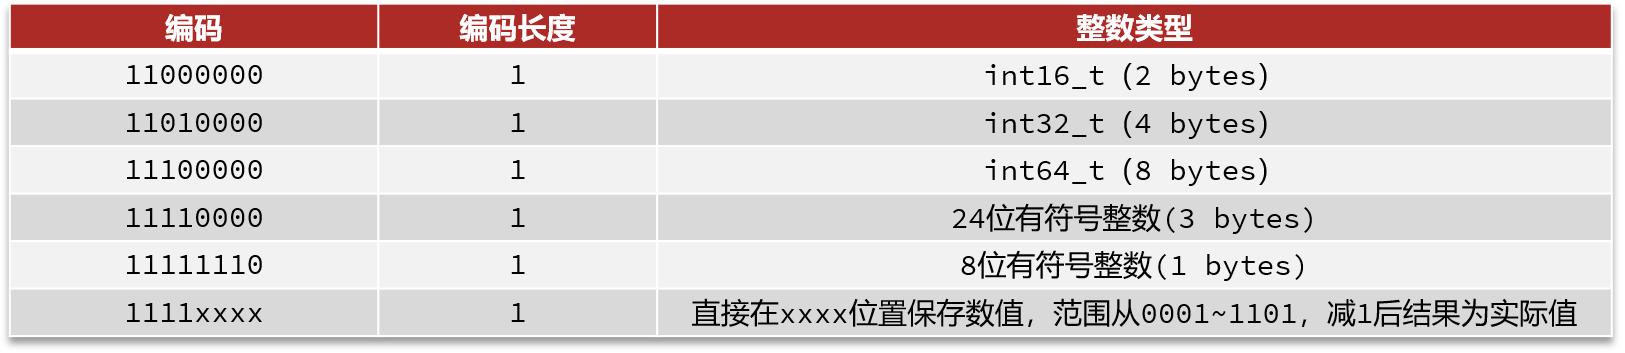 编码 编码长度 整数类型
11000000 1 int16_t (2 bytes)
11010000 1 int32_t (4 bytes)
11100000 1 int64_t (8 bytes)
11110000 1 24位有符号整数(3 bytes)
11111110 1 8位有符号整数(1 bytes)
1111xxxx 1 直接在xxxx位置保存数值，范围从0001~1101，减1后结果为实际值